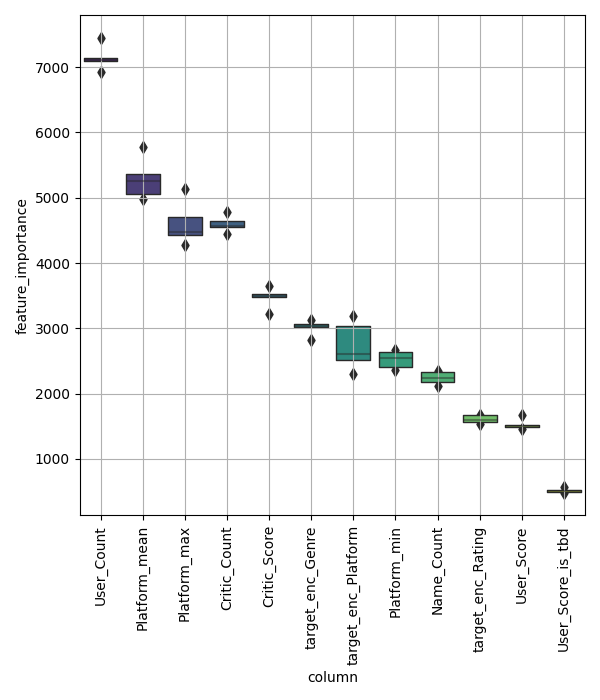 feature_importance
7000
6000
5000
4000
3000
2000
1000
User_Count
Platform_mean
Platform_max
Critic_Count
Critic_Score
target_enc_Genre
target_enc_Platform
Platform_min
Name_Count
target_enc_Rating
User_Score
User_Score_is_tbd
column